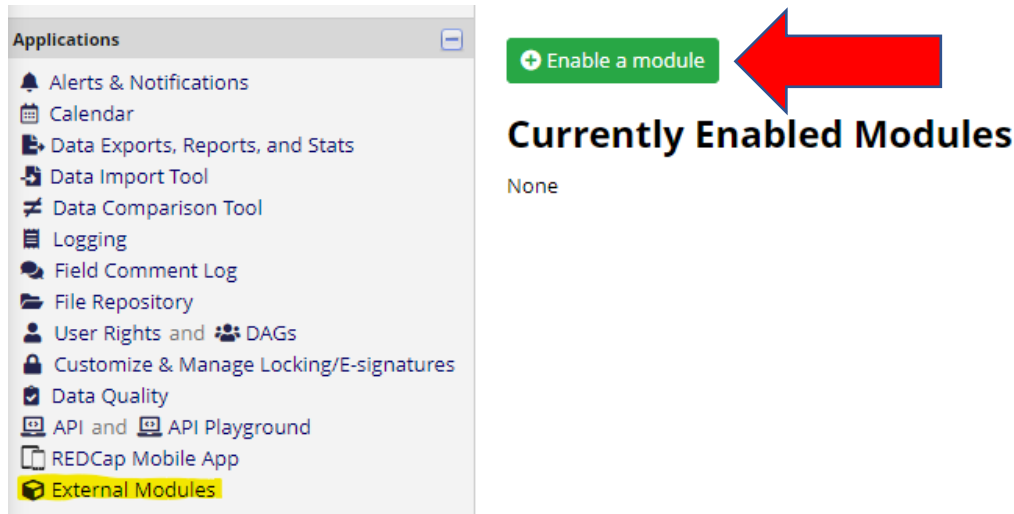 Applications
Alerts & Notifications
Calendar
Data Exports, Reports, and Stats
Data Import Tool
Data Comparison Tool
Logging
Field Comment Log
File Repository
User Rights and DAGs
Customize & Manage Locking/E-signatures
Data Quality
API and API Playground
REDCap Mobile App
External Modules
Enable a module
Currently Enabled Modules
None